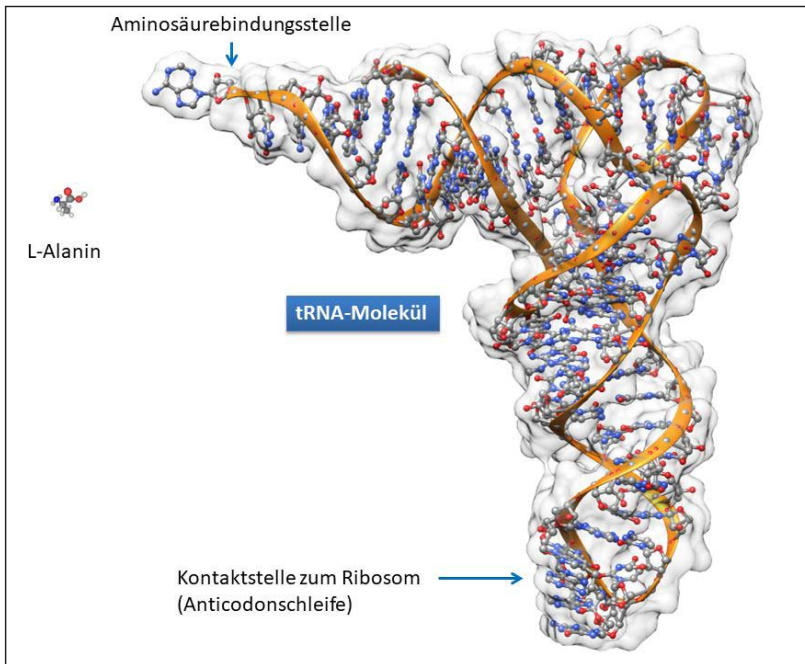 Aminosäurebindungsstelle
L-Alanin
tRNA-Molekül
Kontaktstelle zum Ribosom
(Anticodonschleife)